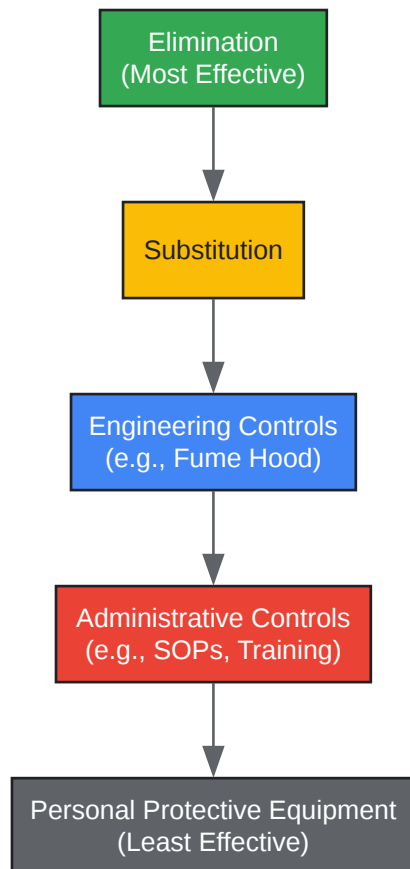 Elimination
(Most Effective)
Substitution
Engineering Controls
(e.g., Fume Hood)
Administrative Controls
(e.g., SOPs, Training)
Personal Protective Equipment
(Least Effective)